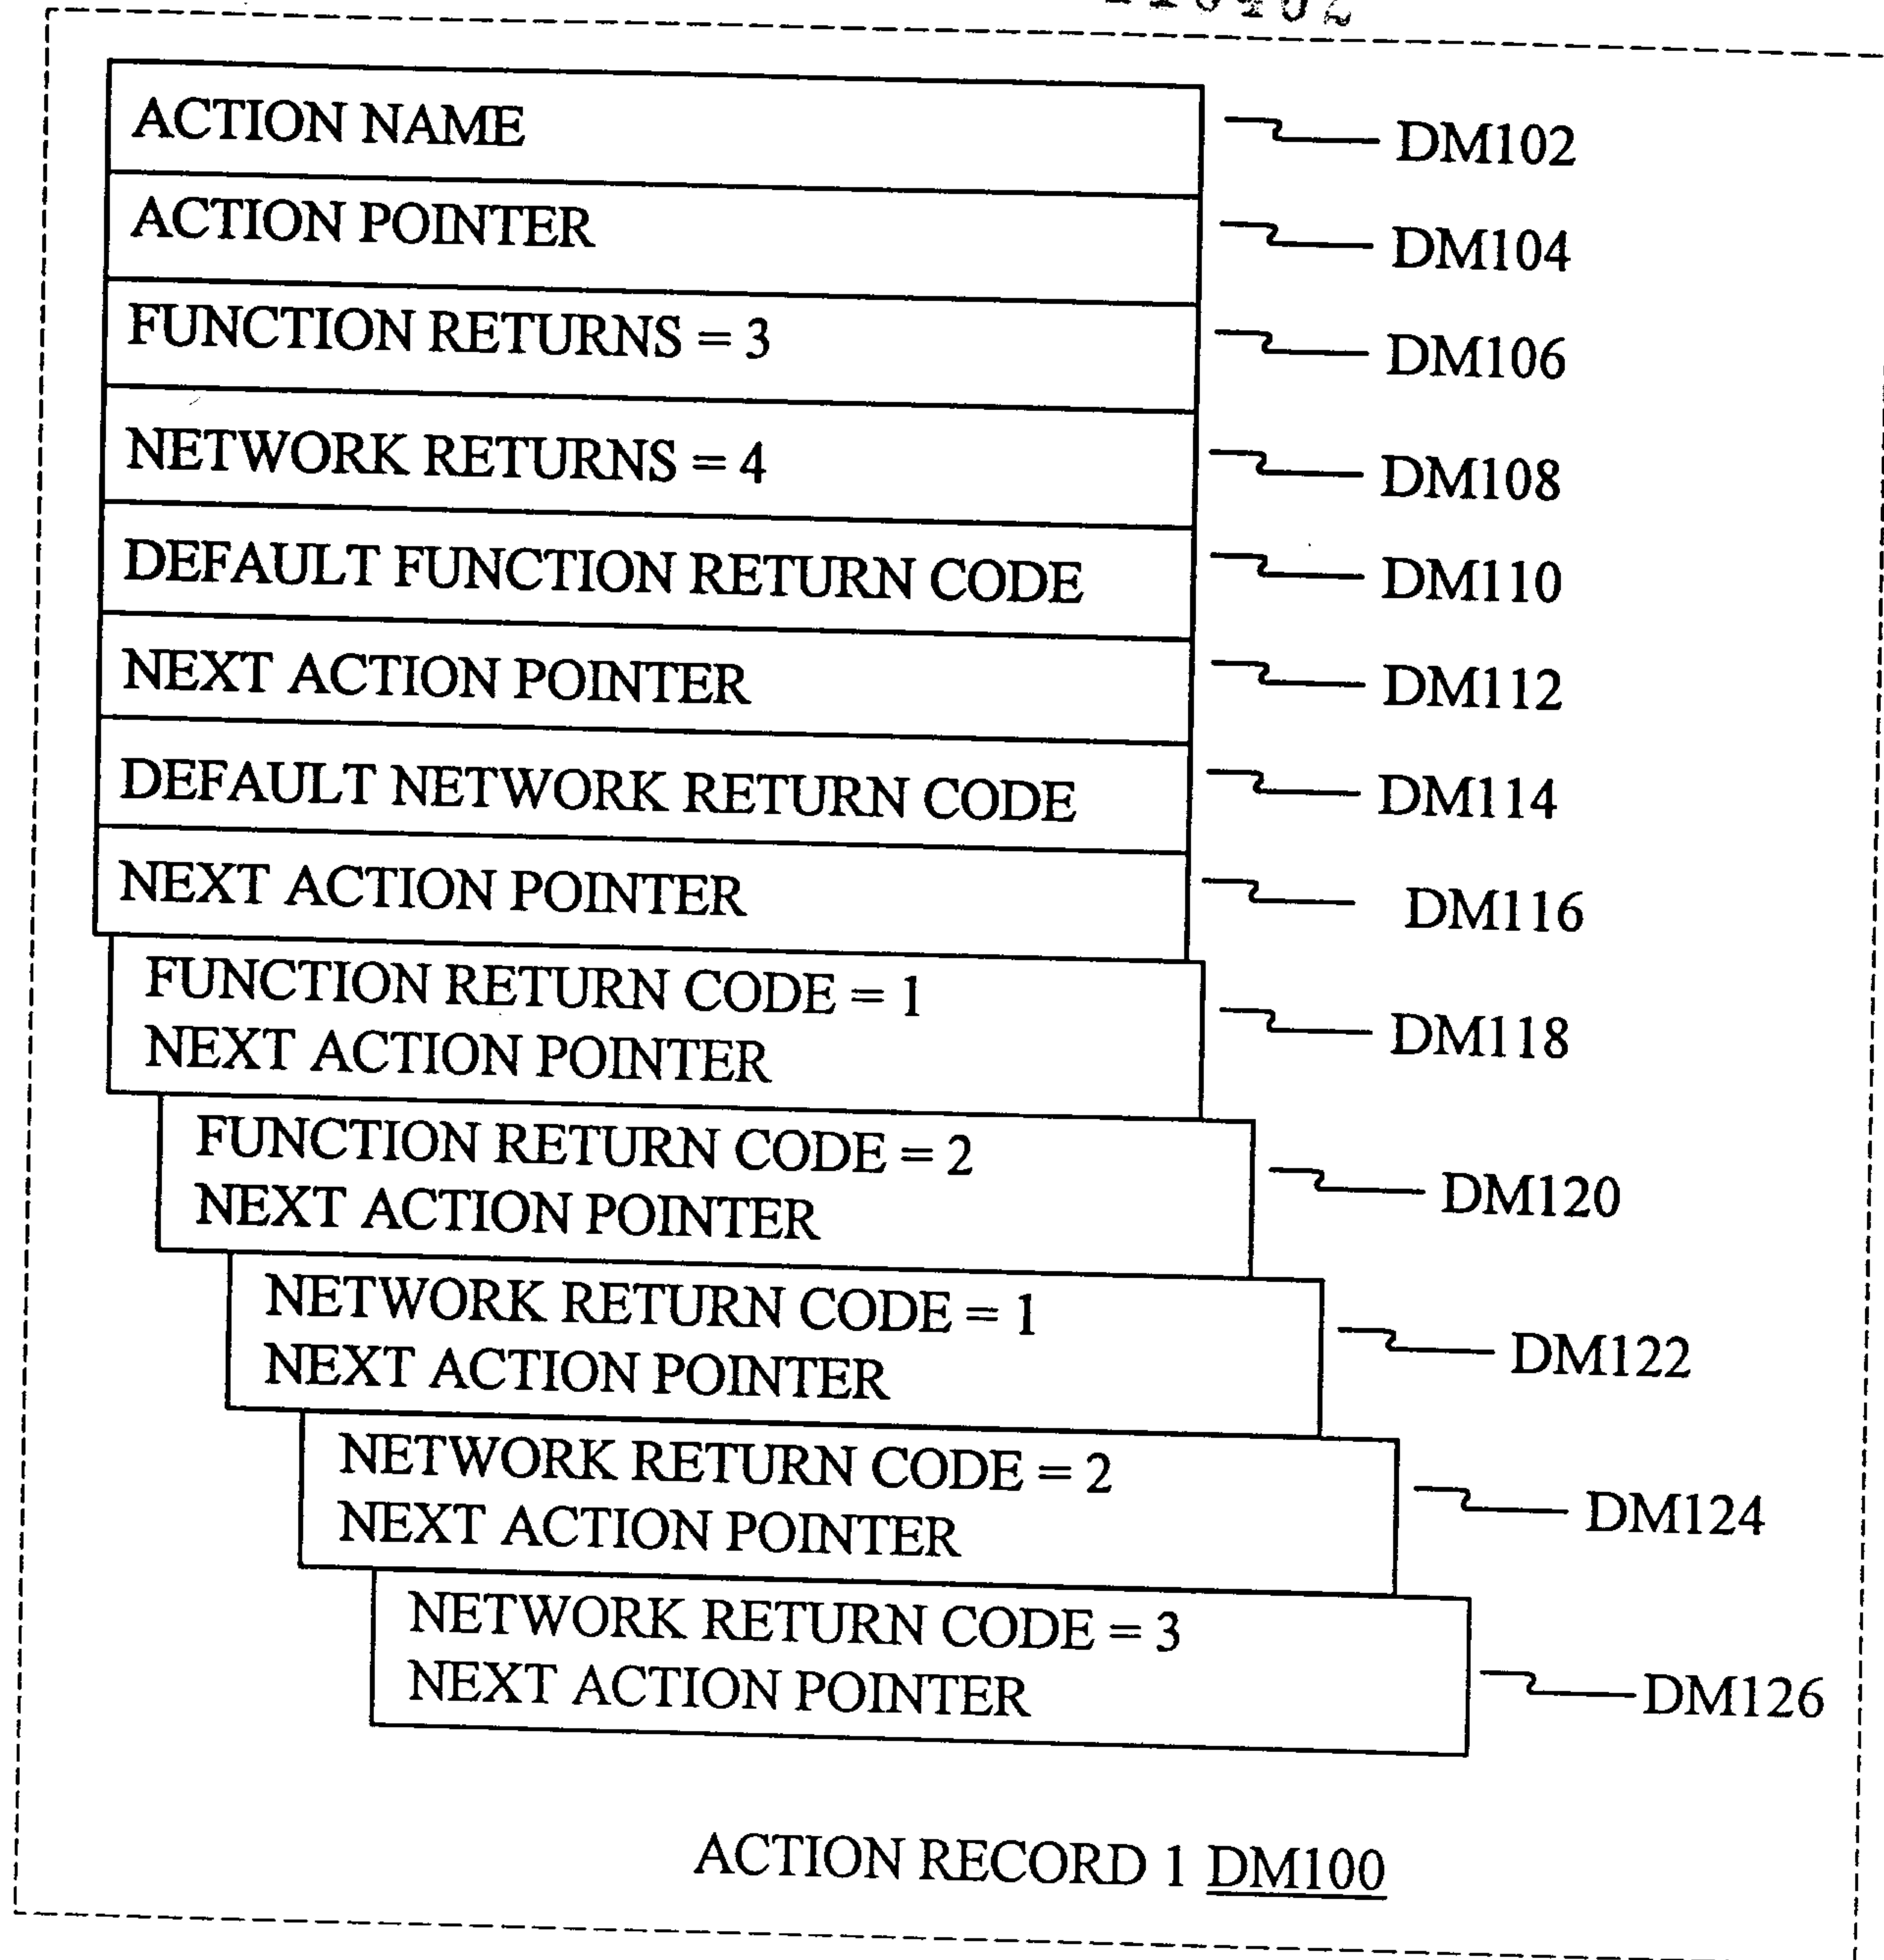 ACTION NAME DM102
ACTION POINTER DM104
FUNCTION RETURNS = 3 DM106
NETWORK RETURNS = 4 DM108
DEFAULT FUNCTION RETURN CODE DM110
NEXT ACTION POINTER DM112
DEFAULT NETWORK RETURN CODE DM114
NEXT ACTION POINTER DM116
FUNCTION RETURN CODE = 1
NEXT ACTION POINTER DM118
FUNCTION RETURN CODE = 2
NEXT ACTION POINTER DM120
NETWORK RETURN CODE = 1
NEXT ACTION POINTER DM122
NETWORK RETURN CODE = 2
NEXT ACTION POINTER DM124
NETWORK RETURN CODE = 3
NEXT ACTION POINTER DM126
ACTION RECORD 1 DM100